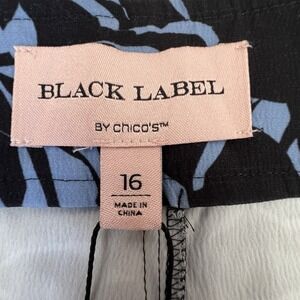 BLACK LABEL
BY chico's™
16
MADE IN
CHINA